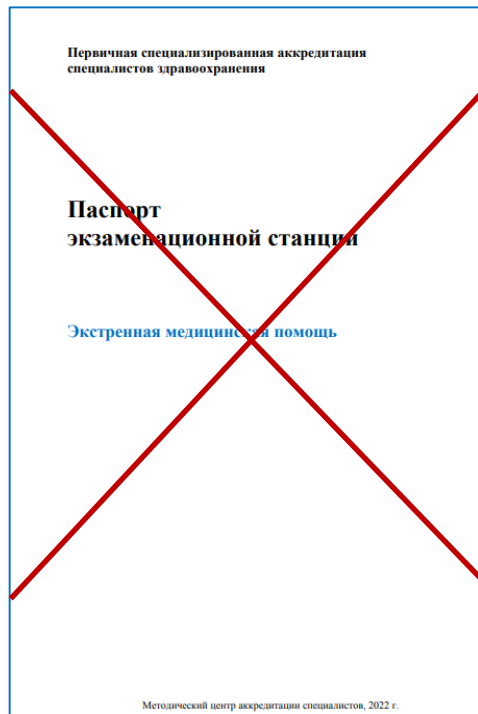 Первичная специализированная аккредитация
специалистов здравоохранения
Паспорт
экзаменационной станции
Экстренная медицинская помощь
Методический центр аккредитации специалистов, 2022 г.